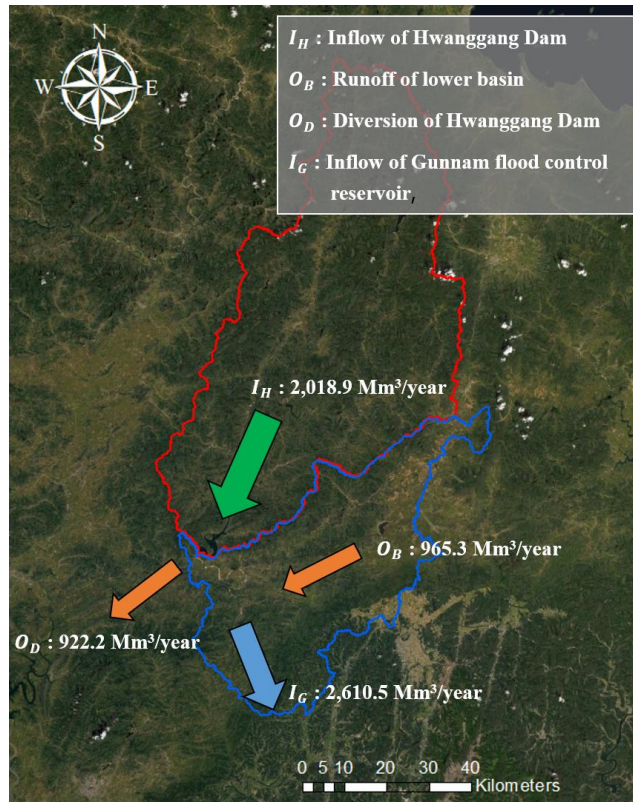 N
W E
S
I_H : Inflow of Hwanggang Dam
O_B : Runoff of lower basin
O_D : Diversion of Hwanggang Dam
I_G : Inflow of Gunnam flood control
reservoir,
I_H : 2,018.9 Mm³/year
O_B : 965.3 Mm³/year
O_D : 922.2 Mm³/year
I_G : 2,610.5 Mm³/year
0 5 10 20 30 40
Kilometers